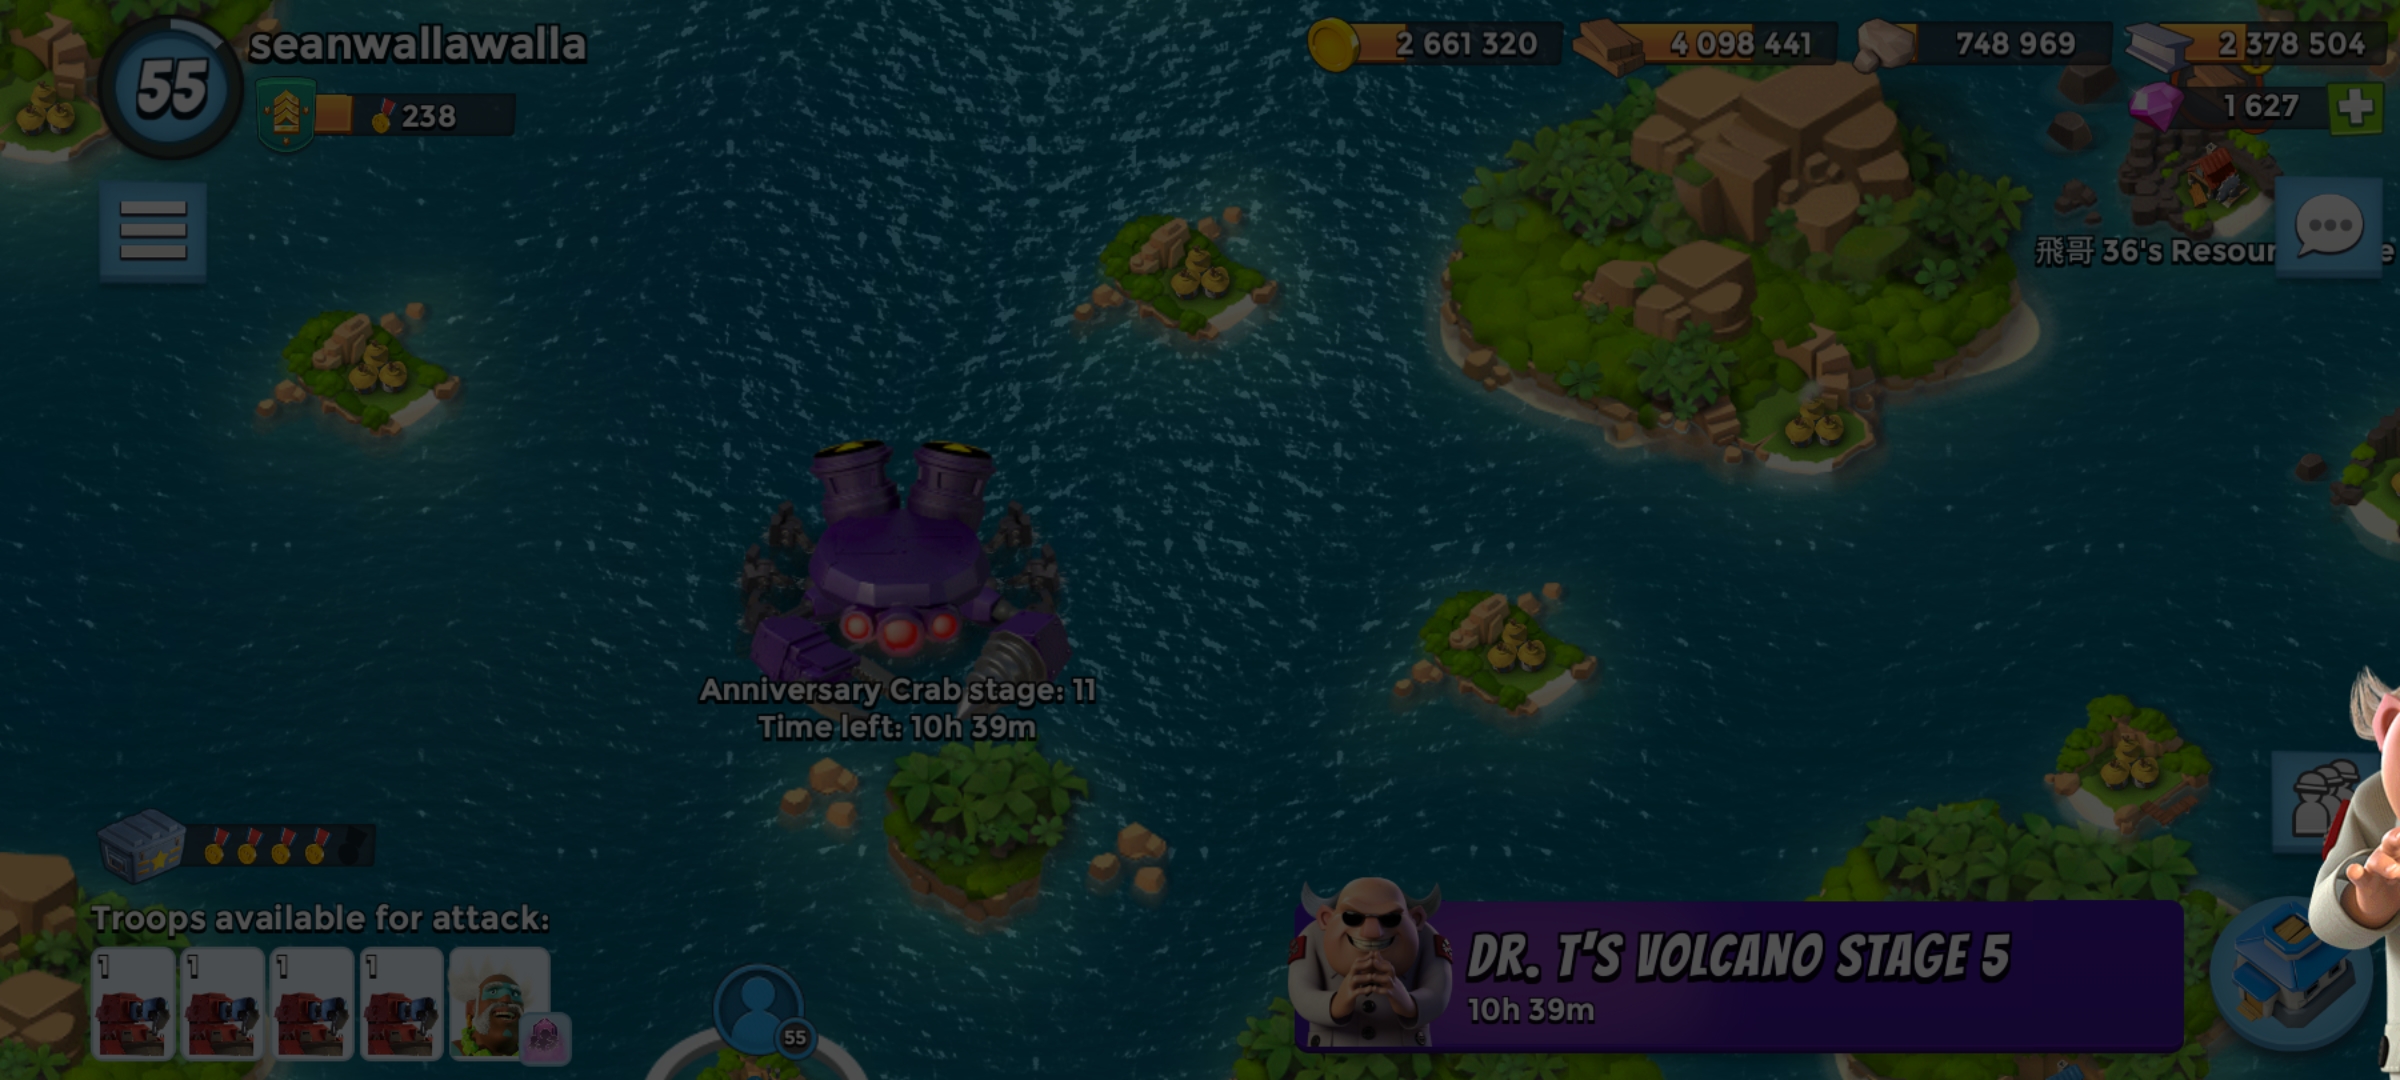 55
seanwallawalla
238
2 661 320
4 098 441
748 969
2 378 504
1 627
飛哥 36's Resour
e
Anniversary Crab stage: 11
Time left: 10h 39m
Troops available for attack:
1
1
1
1
55
DR. T'S VOLCANO STAGE 5
10h 39m